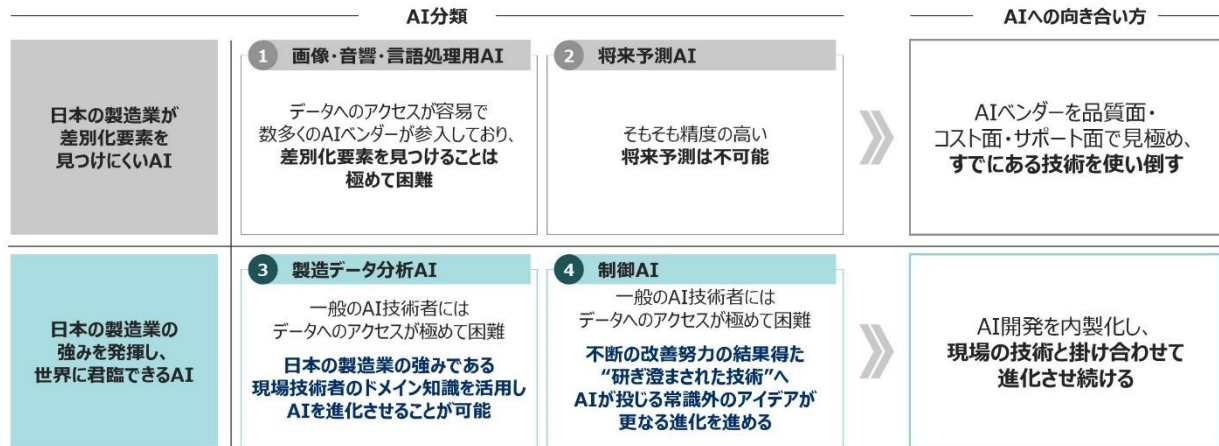 AI分類
AIへの向き合い方
日本の製造業が
差別化要素を
見つけにくいAI
1 画像・音響・言語処理用AI
データへのアクセスが容易で
数多くのAIベンダーが参入しており、
差別化要素を見つけることは
極めて困難
2 将来予測AI
そもそも精度の高い
将来予測は不可能
AIベンダーを品質面・
コスト面・サポート面で見極め、
すでにある技術を使い倒す
日本の製造業の
強みを発揮し、
世界に君臨できるAI
3 製造データ分析AI
一般のAI技術者には
データへのアクセスが極めて困難
日本の製造業の強みである
現場技術者のドメイン知識を活用し
AIを進化させることが可能
4 制御AI
一般のAI技術者には
データへのアクセスが極めて困難
不断の改善努力の結果得た
“研ぎ澄まされた技術”へ
AIが投じる常識外のアイデアが
更なる進化を進める
AI開発を内製化し、
現場の技術と掛け合わせて
進化させ続ける